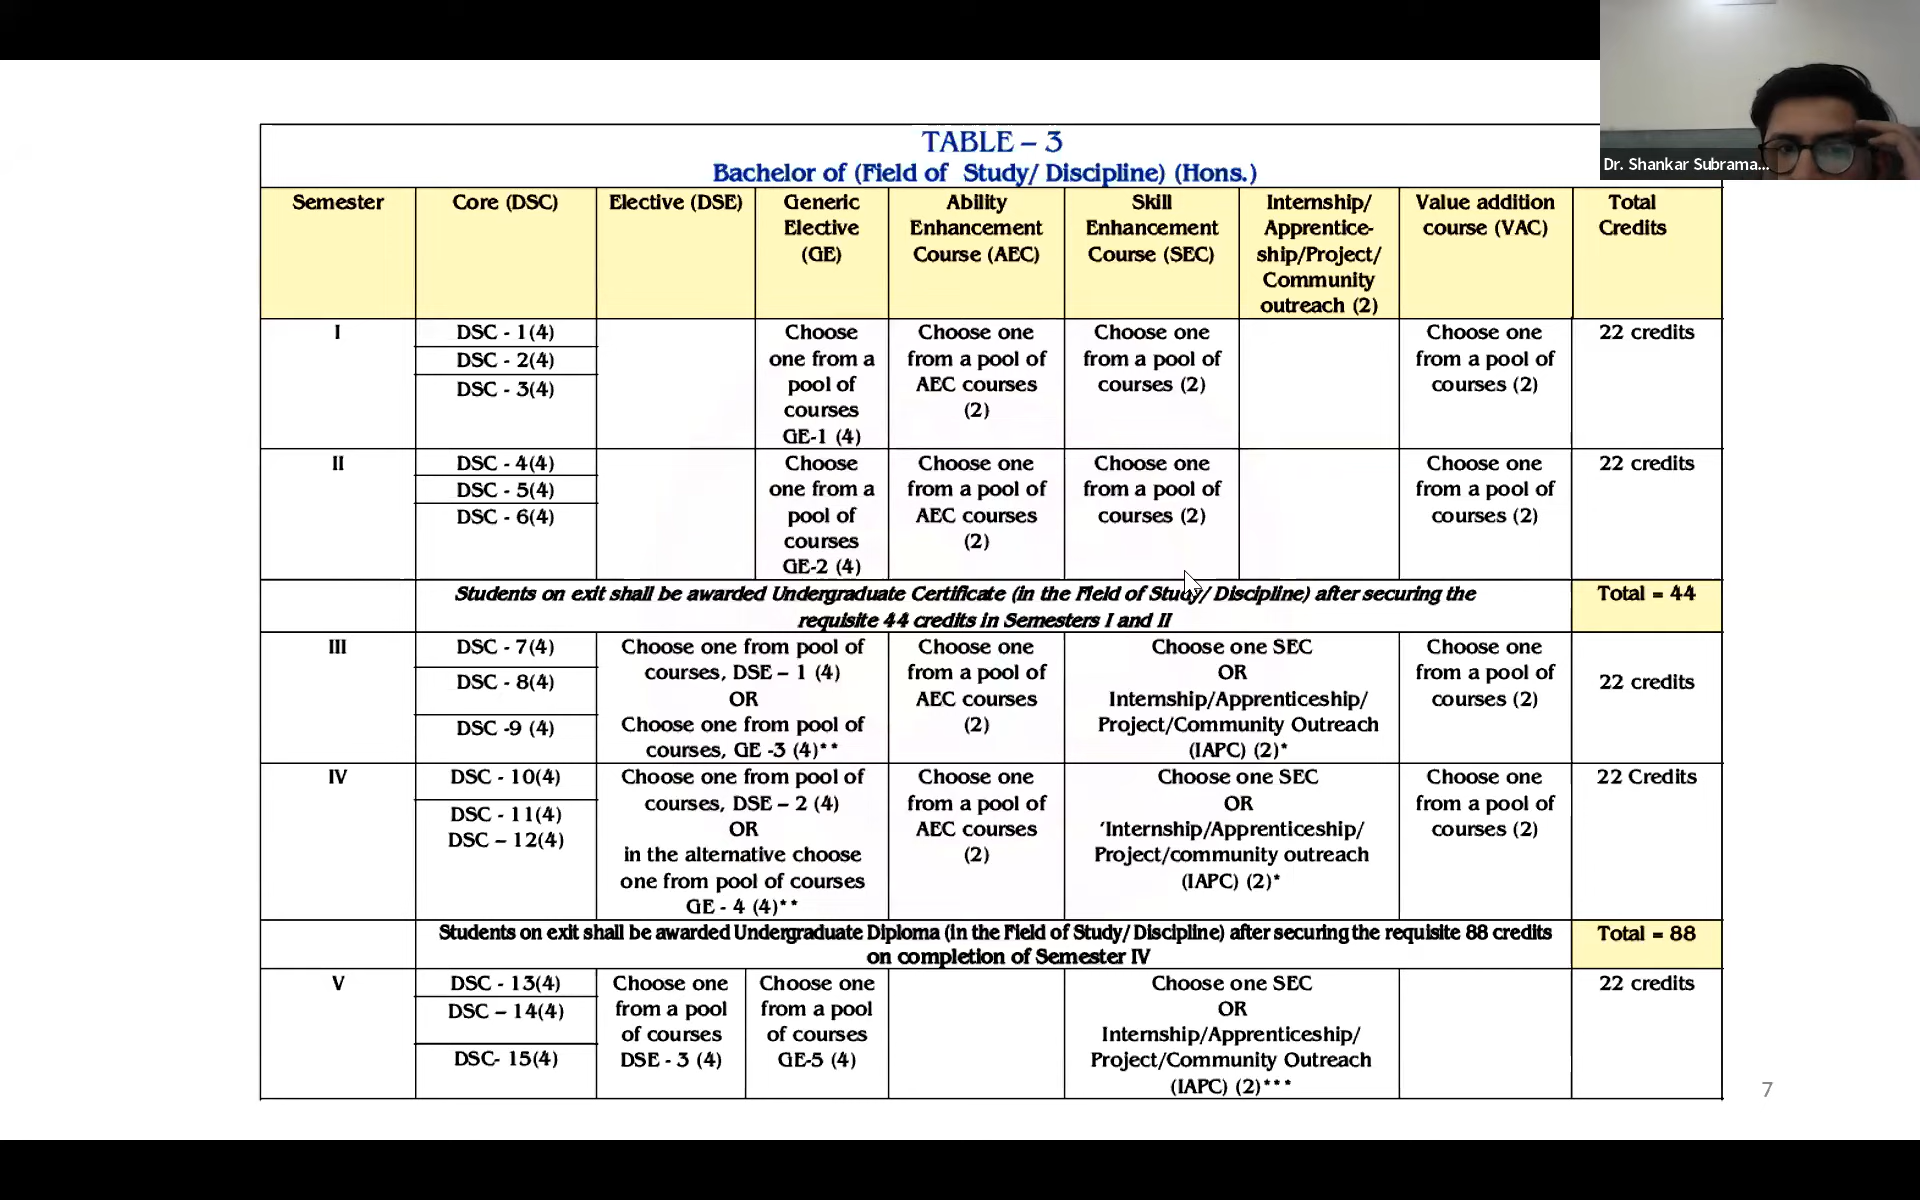 Dr. Shankar Subrama...
TABLE – 3
Bachelor of (Field of Study/ Discipline) (Hons.)
Semester
Core (DSC)
Elective (DSE)
Generic
Elective
(GE)
Ability
Enhancement
Course (AEC)
Skill
Enhancement
Course (SEC)
Internship/
Apprentice-
ship/Project/
Community
outreach (2)
Value addition
course (VAC)
Total
Credits
I
DSC - 1(4)
DSC - 2(4)
DSC - 3(4)
Choose
one from a
pool of
courses
GE-1 (4)
Choose one
from a pool of
AEC courses
(2)
Choose one
from a pool of
courses (2)
Choose one
from a pool of
courses (2)
22 credits
II
DSC - 4(4)
DSC - 5(4)
DSC - 6(4)
Choose
one from a
pool of
courses
GE-2 (4)
Choose one
from a pool of
AEC courses
(2)
Choose one
from a pool of
courses (2)
Choose one
from a pool of
courses (2)
22 credits
Students on exit shall be awarded Undergraduate Certificate (in the Field of Study/ Discipline) after securing the
requisite 44 credits in Semesters I and II
Total = 44
III
DSC - 7(4)
DSC - 8(4)
DSC -9 (4)
Choose one from pool of
courses, DSE – 1 (4)
OR
Choose one from pool of
courses, GE -3 (4)**
Choose one
from a pool of
AEC courses
(2)
Choose one SEC
OR
Internship/Apprenticeship/
Project/Community Outreach
(IAPC) (2)*
Choose one
from a pool of
courses (2)
22 credits
IV
DSC - 10(4)
DSC - 11(4)
DSC – 12(4)
Choose one from pool of
courses, DSE – 2 (4)
OR
in the alternative choose
one from pool of courses
GE - 4 (4)**
Choose one
from a pool of
AEC courses
(2)
Choose one SEC
OR
'Internship/Apprenticeship/
Project/community outreach
(IAPC) (2)*
Choose one
from a pool of
courses (2)
22 Credits
Students on exit shall be awarded Undergraduate Diploma (in the Field of Study/ Discipline) after securing the requisite 88 credits
on completion of Semester IV
Total = 88
V
DSC - 13(4)
DSC – 14(4)
DSC- 15(4)
Choose one
from a pool
of courses
DSE - 3 (4)
Choose one
from a pool
of courses
GE-5 (4)
Choose one SEC
OR
Internship/Apprenticeship/
Project/Community Outreach
(IAPC) (2)***
22 credits
7